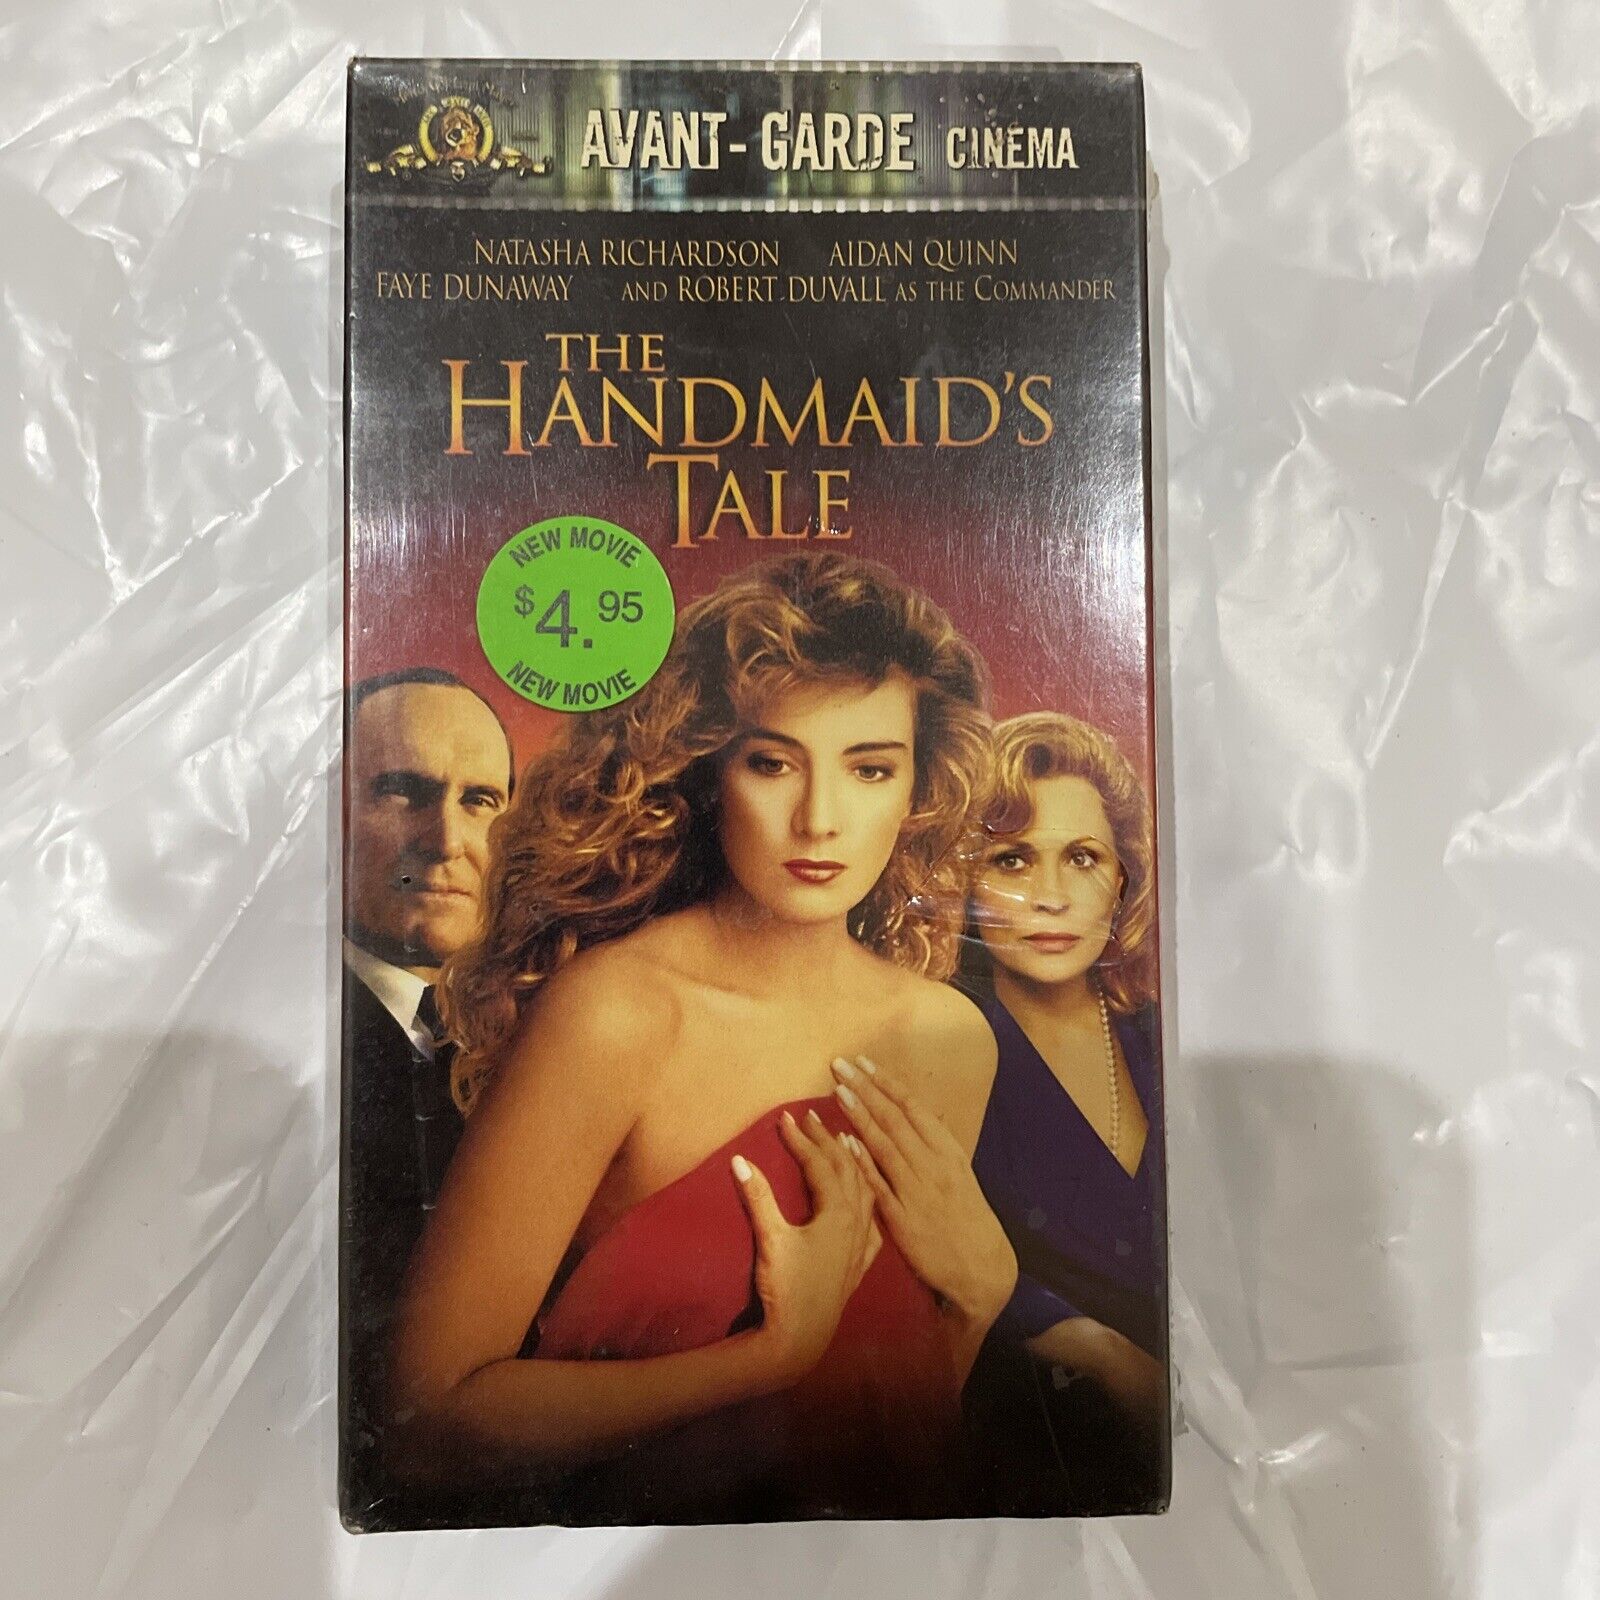 AVANT-GARDE CINEMA
NATASHA RICHARDSON AIDAN QUINN
FAYE DUNAWAY AND ROBERT DUVALL AS THE COMMANDER
THE
HANDMAID'S
TALE
NEW MOVIE
$4.95
NEW MOVIE